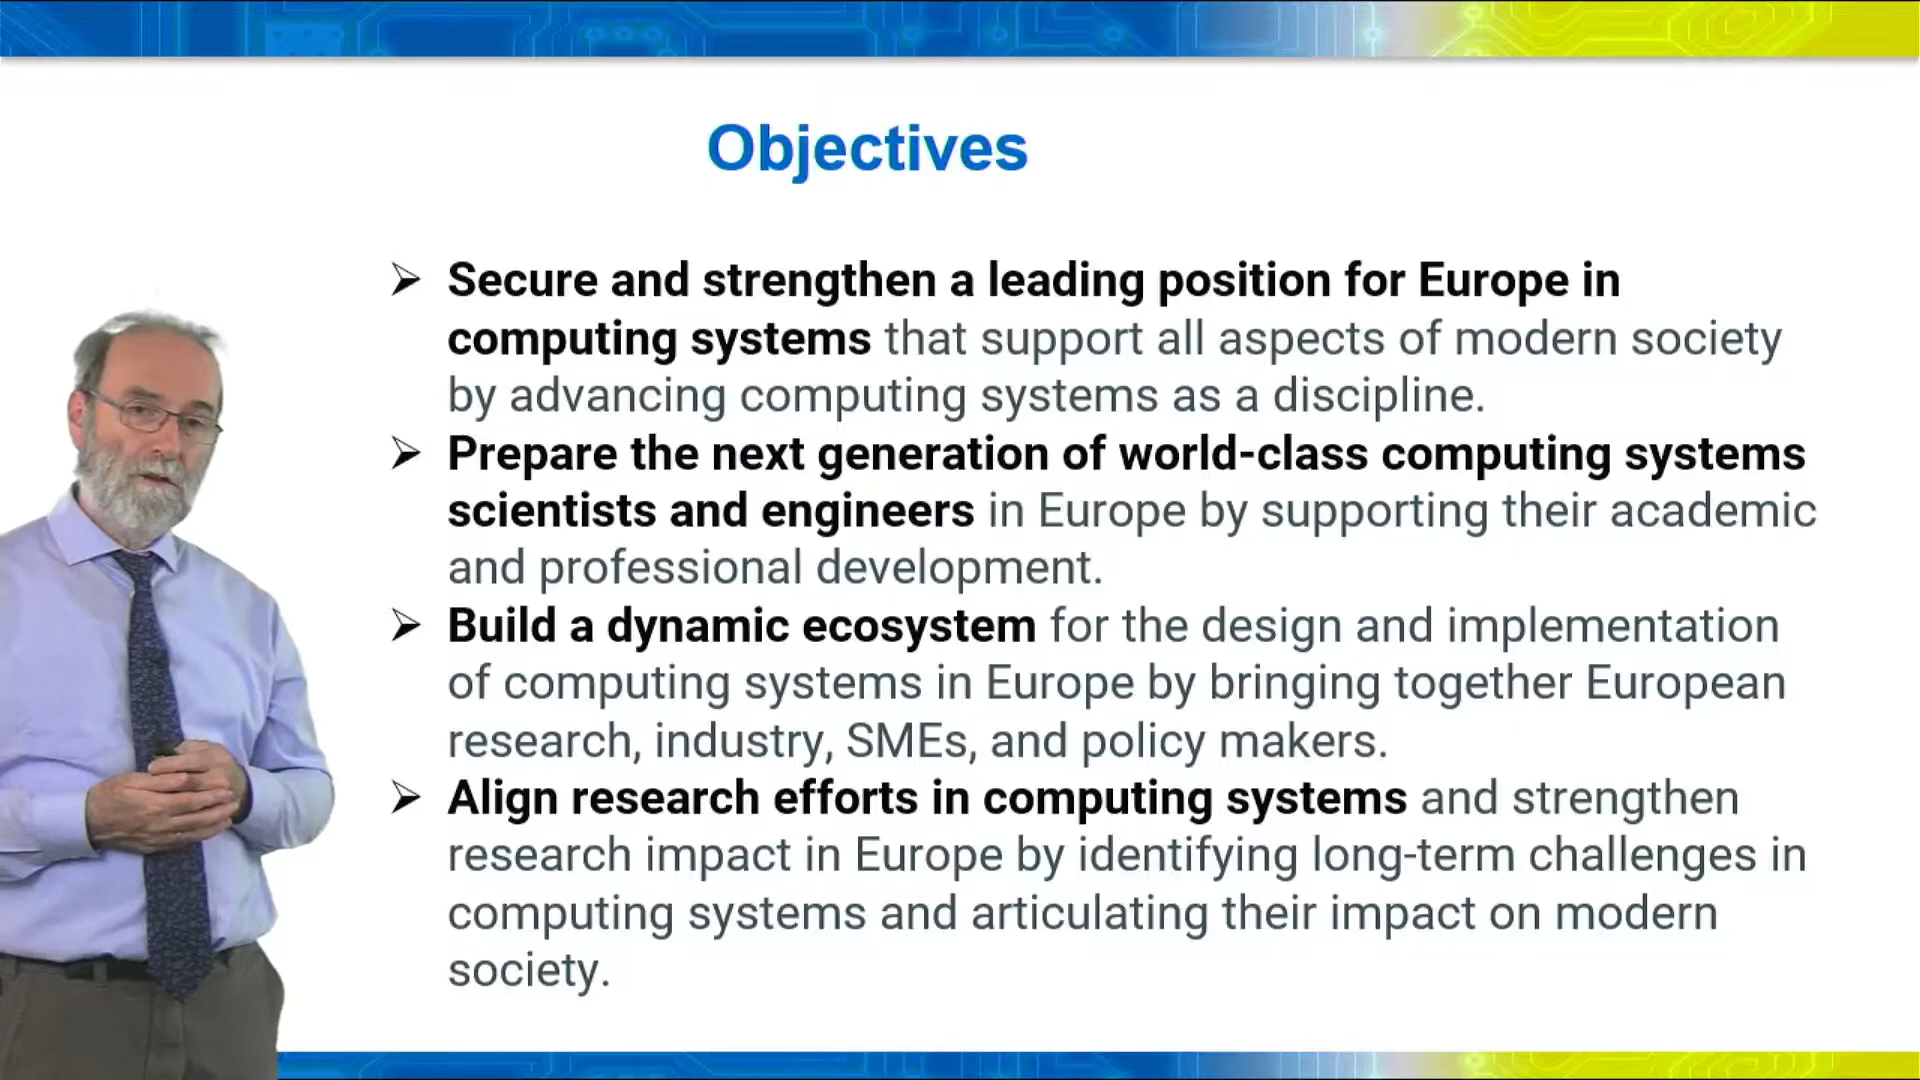 Objectives
➢ Secure and strengthen a leading position for Europe in
computing systems that support all aspects of modern society
by advancing computing systems as a discipline.
➢ Prepare the next generation of world-class computing systems
scientists and engineers in Europe by supporting their academic
and professional development.
➢ Build a dynamic ecosystem for the design and implementation
of computing systems in Europe by bringing together European
research, industry, SMEs, and policy makers.
➢ Align research efforts in computing systems and strengthen
research impact in Europe by identifying long-term challenges in
computing systems and articulating their impact on modern
society.